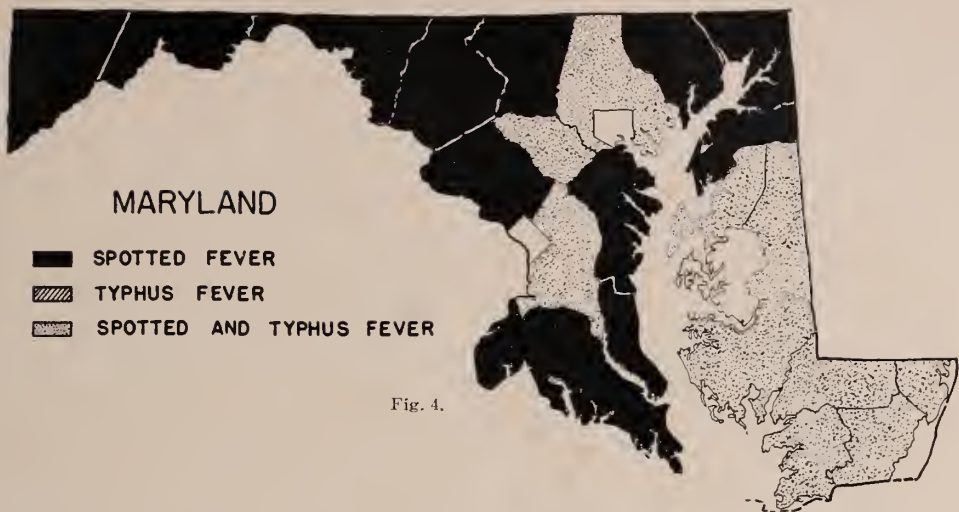 MARYLAND
SPOTTED FEVER
TYPHUS FEVER
SPOTTED AND TYPHUS FEVER
Fig. 4.